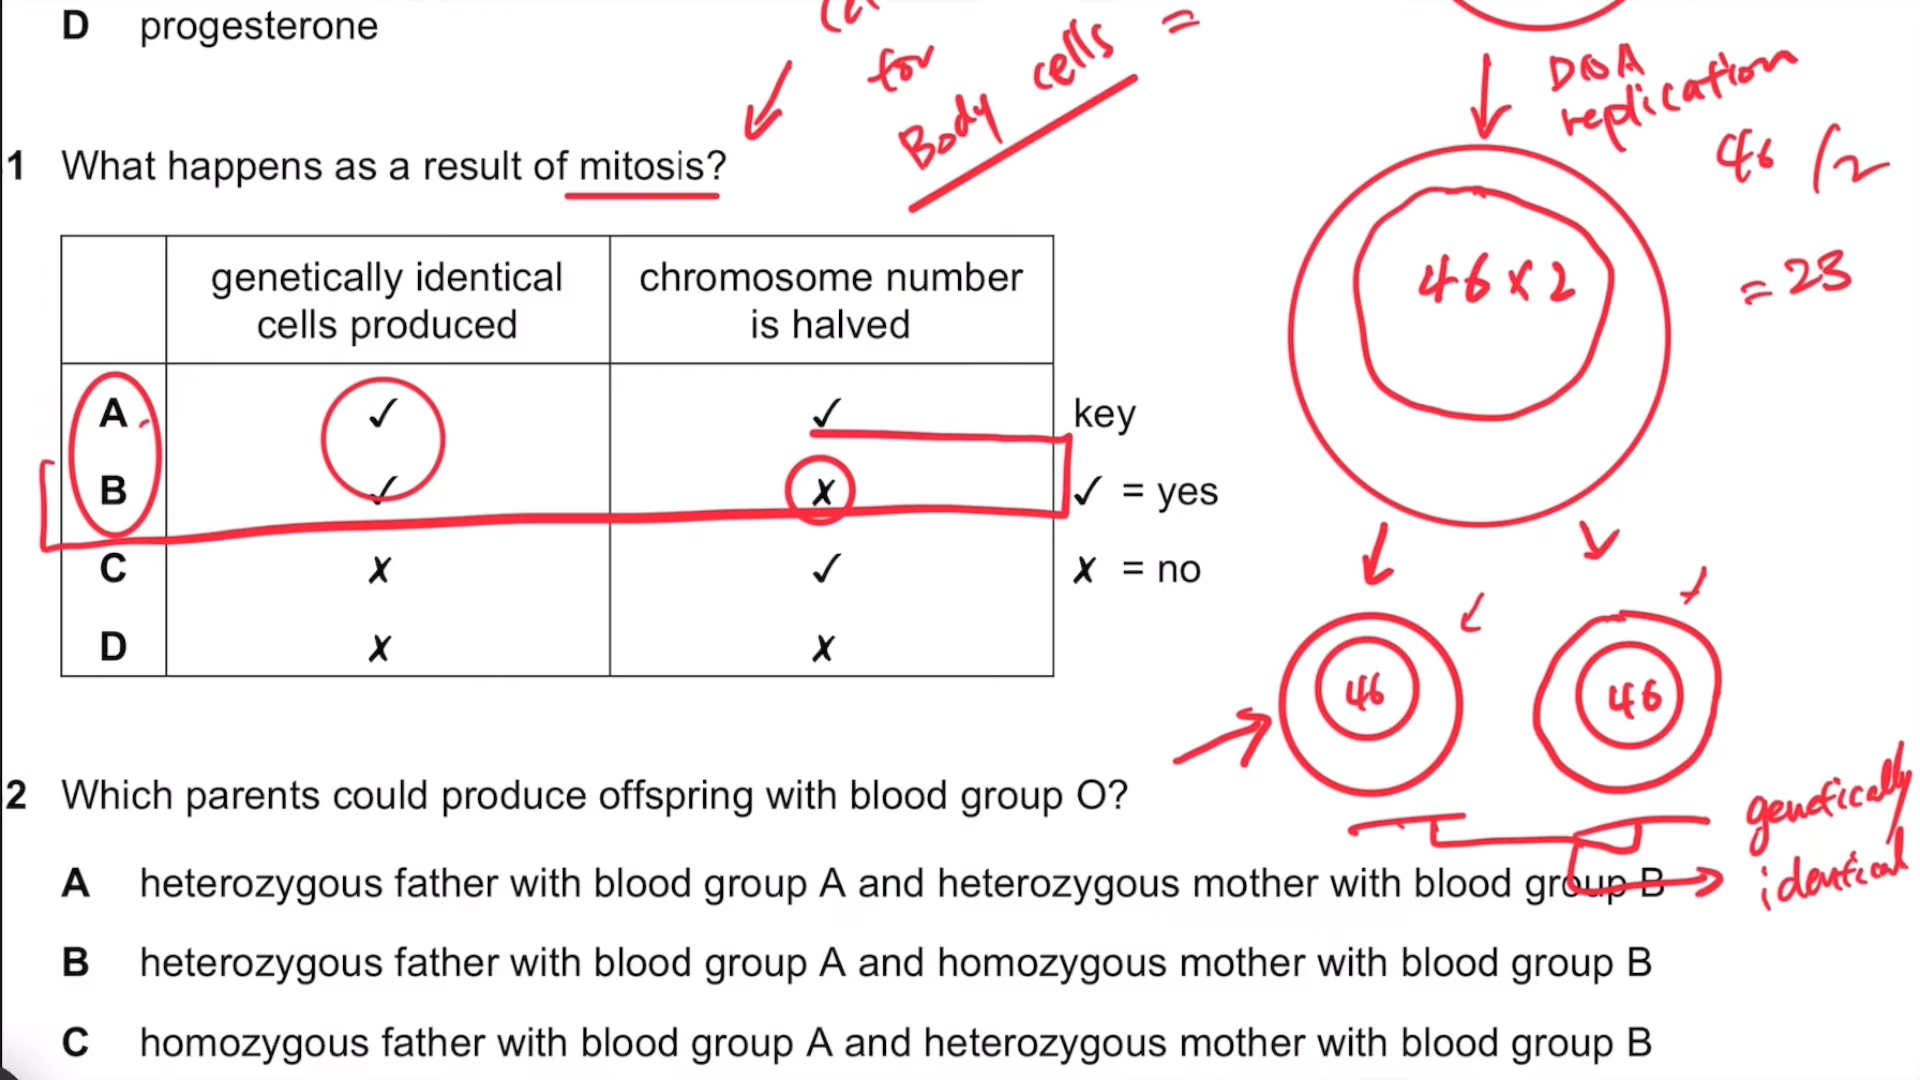 D progesterone
for
Body cells =
DNA
replication
46 / 2
= 23
1 What happens as a result of mitosis?
genetically identical cells produced
chromosome number is halved
A ✓ ✓ key
B ✓ ✗ ✓ = yes
C ✗ ✓ ✗ = no
D ✗ ✗
46 x 2
46 46
genetically
identical
2 Which parents could produce offspring with blood group O?
A heterozygous father with blood group A and heterozygous mother with blood group B
B heterozygous father with blood group A and homozygous mother with blood group B
C homozygous father with blood group A and heterozygous mother with blood group B